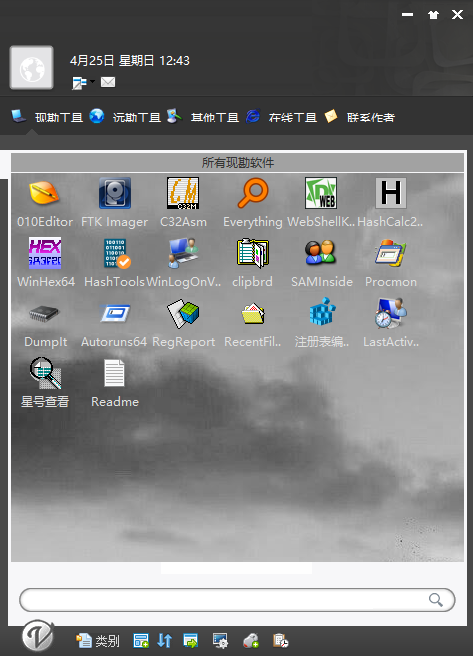 4月25日 星期日 12:43
现勘工具 远勘工具 其他工具 在线工具 联系作者
所有现勘软件
010Editor FTK Imager C32Asm Everything WebShellK.. HashCalc2..
WinHex64 HashTools WinLogOnV.. clipbrd SAMInside Procmon
DumpIt Autoruns64 RegReport RecentFil.. 注册表编.. LastActiv..
星号查看 Readme
类别